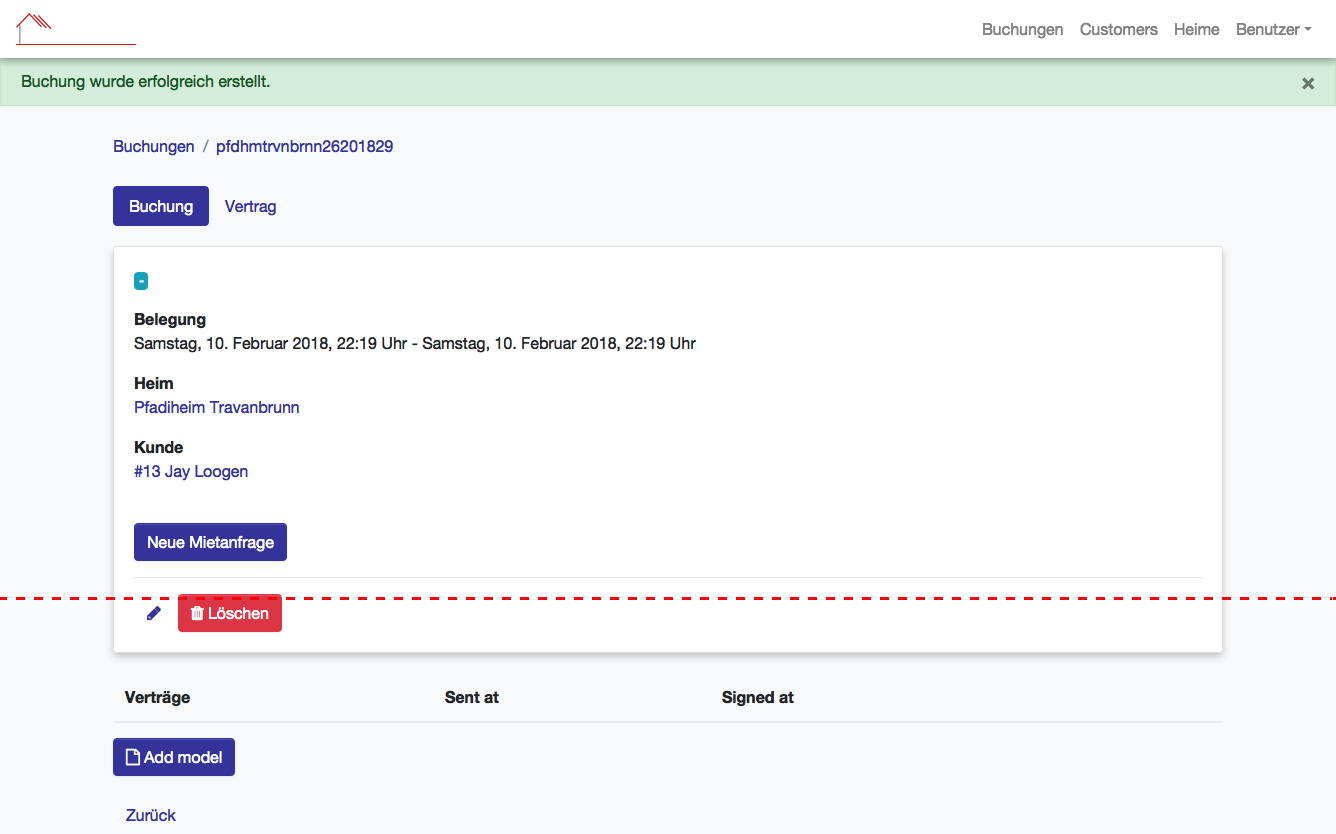 Buchungen Customers Heime Benutzer
Buchung wurde erfolgreich erstellt. ×
Buchungen / pfdhmtrvnbrnn26201829
Buchung Vertrag
-
Belegung
Samstag, 10. Februar 2018, 22:19 Uhr - Samstag, 10. Februar 2018, 22:19 Uhr
Heim
Pfadiheim Travanbrunn
Kunde
#13 Jay Loogen
Neue Mietanfrage
Löschen
Verträge Sent at Signed at
Add model
Zurück